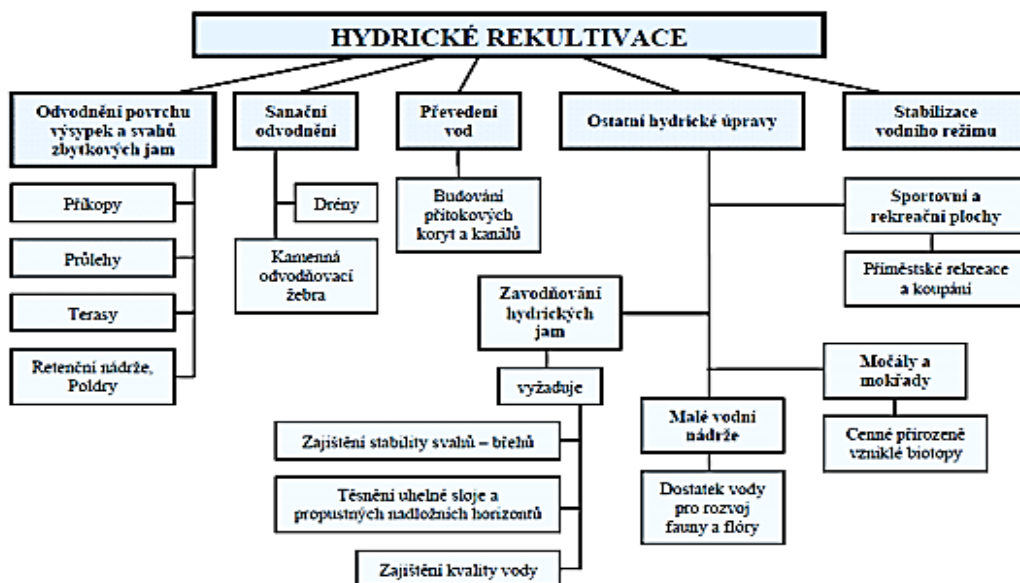 HYDRICKÉ REKULTIVACE
Odvodnění povrchu
výsypek a svahů
zbytkových jam
Sanační
odvodnění
Převedení
vod
Ostatní hydrické úpravy
Stabilizace
vodního režimu
Příkopy
Průlehy
Terasy
Retenční nádrže,
Poldry
Drény
Kamenná
odvodňovací
žebra
Budování
přítokových
koryt a kanálů
Sportovní a
rekreační plochy
Příměstské rekreace
a koupání
Zavodňování
hydrických
jam
vyžaduje
Zajištění stability svahů – břehů
Těsnění uhelné sloje a
propustných nadložních horizontů
Zajištění kvality vody
Malé vodní
nádrže
Dostatek vody
pro rozvoj
fauny a flóry
Močály a
mokřady
Cenné přirozeně
vzniklé biotopy